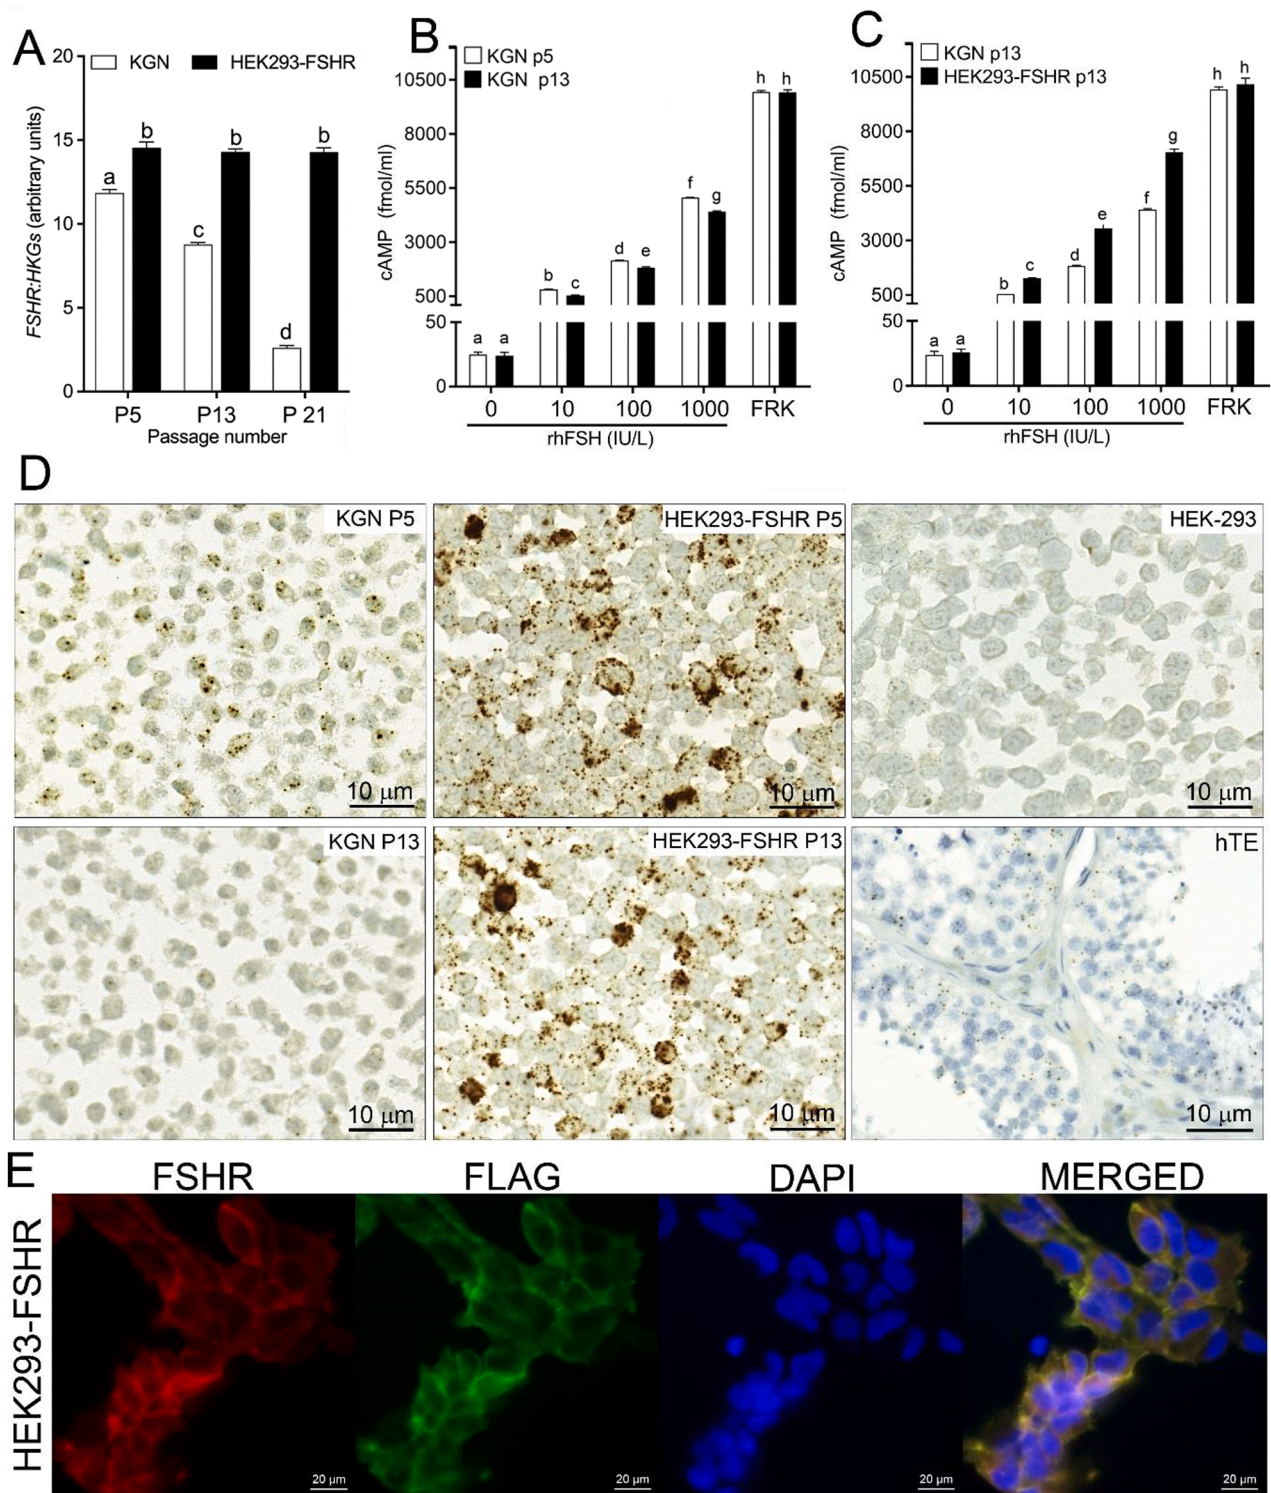 A
KGN HEK293-FSHR
FSHR:HKGs (arbitrary units)
20
15
10
5
0
a b c b d b
P5 P13 P 21
Passage number
B
KGN p5
KGN p13
cAMP (fmol/ml)
10500
8000
5500
3000
500
50
0
a a b c d e f g h h
0 10 100 1000 FRK
rhFSH (IU/L)
C
KGN p13
HEK293-FSHR p13
cAMP (fmol/ml)
10500
8000
5500
3000
500
50
0
a a b c d e f g h h
0 10 100 1000 FRK
rhFSH (IU/L)
D
KGN P5
10 μm
HEK293-FSHR P5
10 μm
HEK-293
10 μm
KGN P13
10 μm
HEK293-FSHR P13
10 μm
hTE
10 μm
E
FSHR FLAG DAPI MERGED
HEK293-FSHR
20 μm 20 μm 20 μm 20 μm